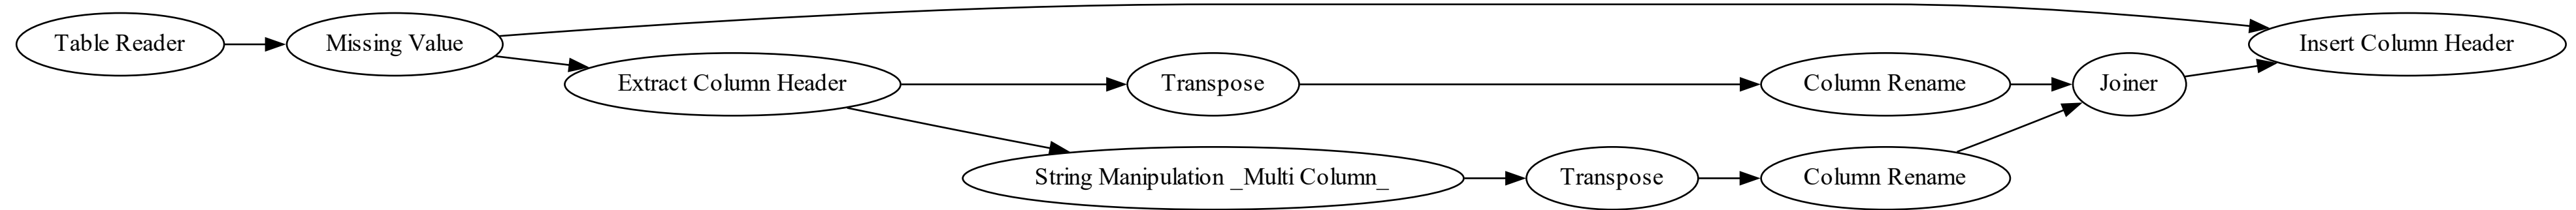 Table Reader
Missing Value
Insert Column Header
Extract Column Header
Transpose
Column Rename
Joiner
String Manipulation _Multi Column_
Transpose
Column Rename